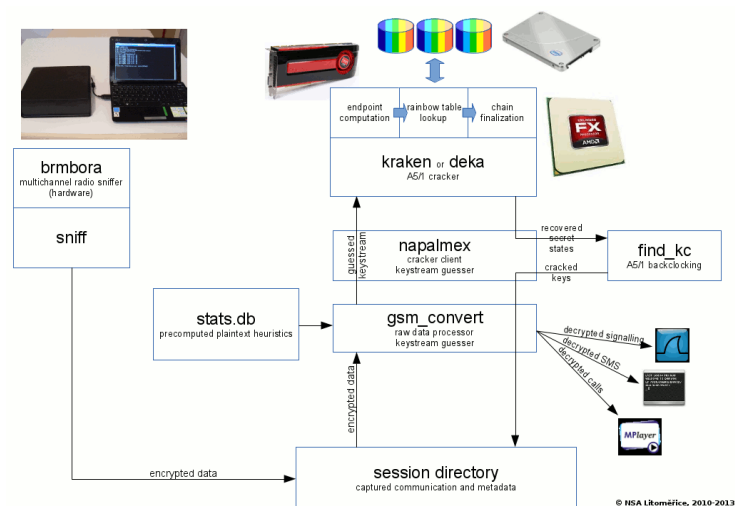 endpoint
computation
rainbow table
lookup
chain
finalization
kraken or deka
A5/1 cracker
FX
AMD
brmbora
multichannel radio sniffer
(hardware)
sniff
guessed
keystream
napalmex
cracker client
keystream guesser
recovered
secret
states
find_kc
A5/1 backclocking
cracked
keys
stats.db
precomputed plaintext heuristics
gsm_convert
raw data processor
keystream guesser
decrypted signalling
decrypted SMS
decrypted calls
MPlayer
encrypted data
encrypted data
session directory
captured communication and metadata
© NSA Litoměřice, 2010-2013